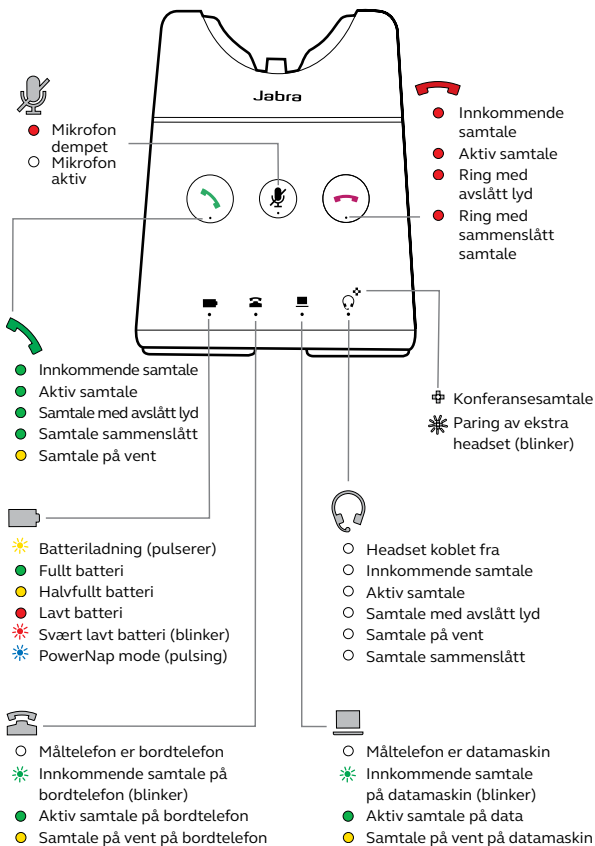 Jabra
Mikrofon
dempet
Mikrofon
aktiv
Innkommende
samtale
Aktiv samtale
Ring med
avslått lyd
Ring med
sammenslått
samtale
Innkommende samtale
Aktiv samtale
Samtale med avslått lyd
Samtale sammenslått
Samtale på vent
Konferansesamtale
Paring av ekstra
headset (blinker)
Batteriladning (pulserer)
Fullt batteri
Halvfullt batteri
Lavt batteri
Svært lavt batteri (blinker)
PowerNap mode (pulsing)
Headset koblet fra
Innkommende samtale
Aktiv samtale
Samtale med avslått lyd
Samtale på vent
Samtale sammenslått
Måltelefon er bordtelefon
Innkommende samtale på
bordtelefon (blinker)
Aktiv samtale på bordtelefon
Samtale på vent på bordtelefon
Måltelefon er datamaskin
Innkommende samtale
på datamaskin (blinker)
Aktiv samtale på data
Samtale på vent på datamaskin